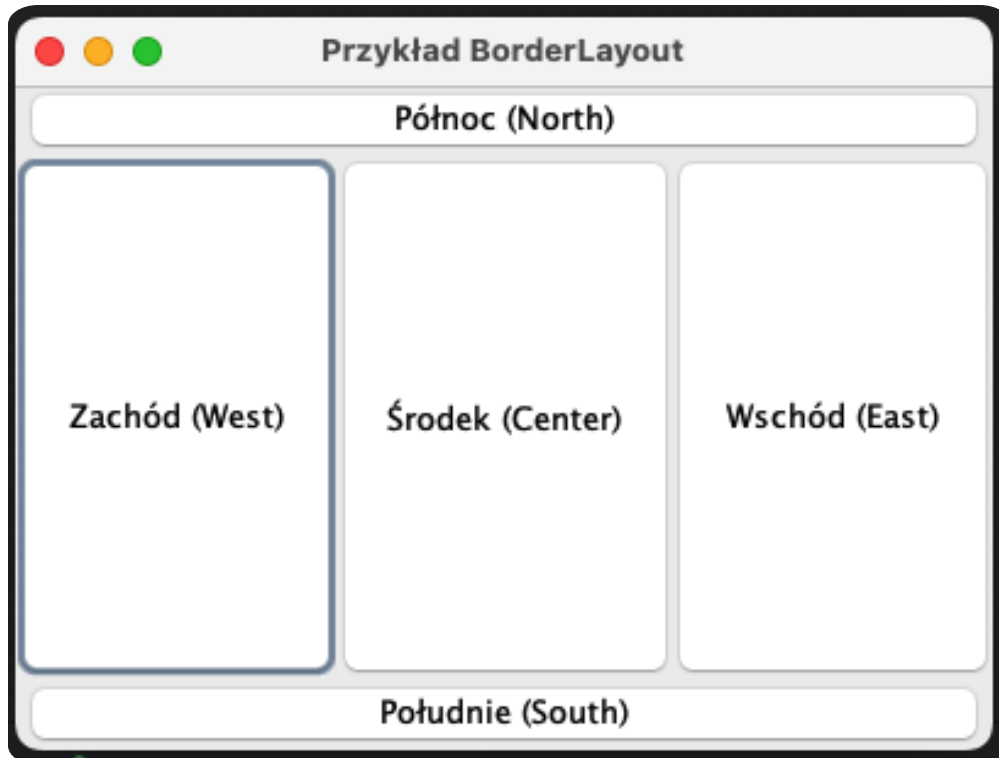 Przykład BorderLayout
Północ (North)
Zachód (West)
Środek (Center)
Wschód (East)
Południe (South)